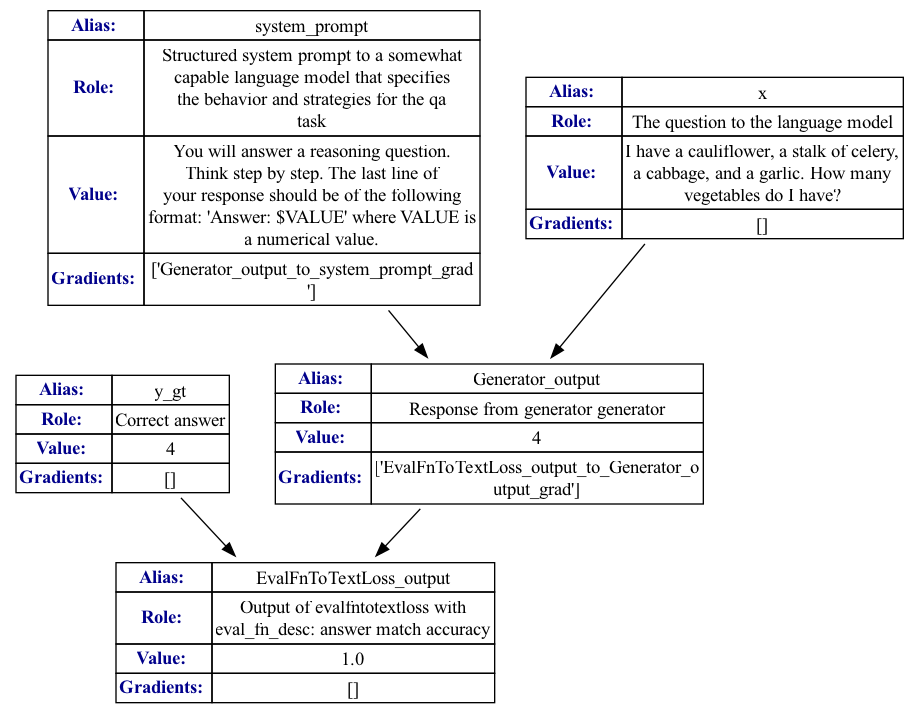 Alias: system_prompt
Role: Structured system prompt to a somewhat
capable language model that specifies
the behavior and strategies for the qa
task
Value: You will answer a reasoning question.
Think step by step. The last line of
your response should be of the following
format: 'Answer: $VALUE' where VALUE is
a numerical value.
Gradients: ['Generator_output_to_system_prompt_grad
']
Alias: x
Role: The question to the language model
Value: I have a cauliflower, a stalk of celery,
a cabbage, and a garlic. How many
vegetables do I have?
Gradients: []
Alias: y_gt
Role: Correct answer
Value: 4
Gradients: []
Alias: Generator_output
Role: Response from generator generator
Value: 4
Gradients: ['EvalFnToTextLoss_output_to_Generator_o
utput_grad']
Alias: EvalFnToTextLoss_output
Role: Output of evalfntotextloss with
eval_fn_desc: answer match accuracy
Value: 1.0
Gradients: []